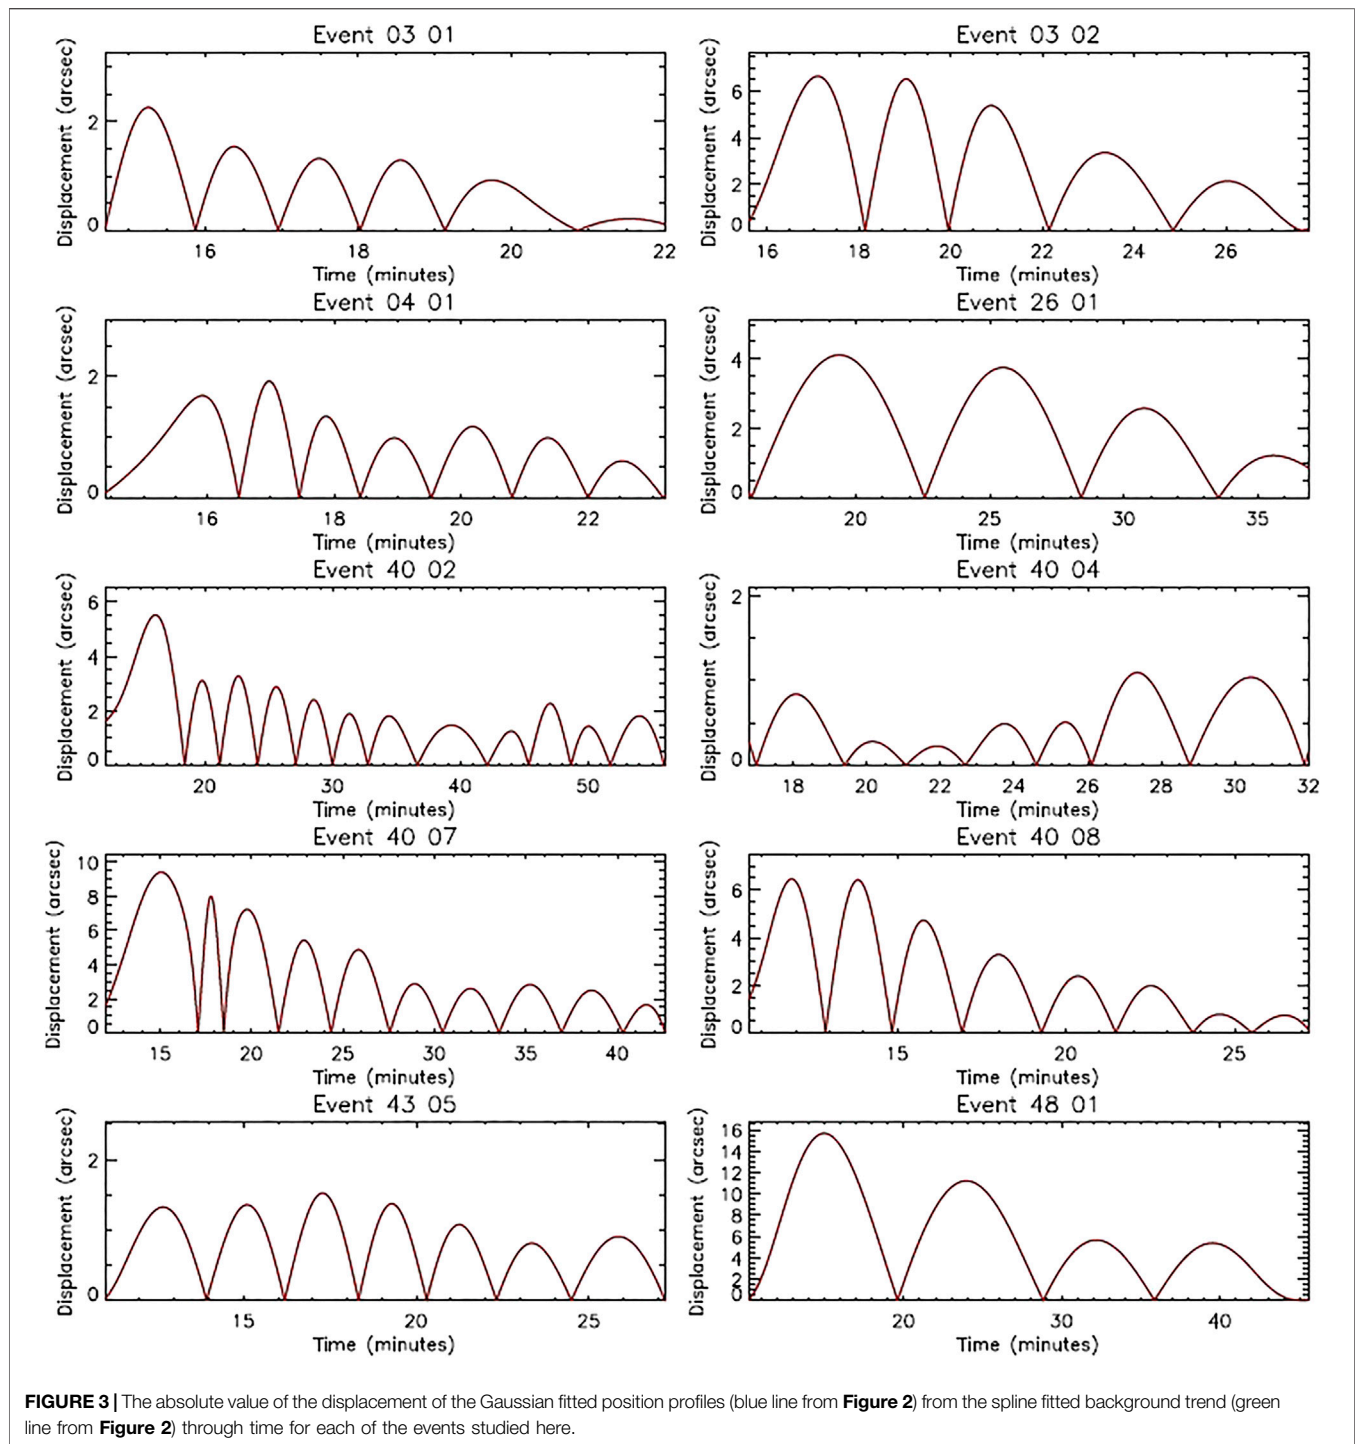 Event 03 01
Displacement (arcsec)
2
0
16 18 20 22
Time (minutes)
Event 03 02
Displacement (arcsec)
6
4
2
0
16 18 20 22 24 26
Time (minutes)
Event 04 01
Displacement (arcsec)
2
0
16 18 20 22
Time (minutes)
Event 26 01
Displacement (arcsec)
4
2
0
20 25 30 35
Time (minutes)
Event 40 02
Displacement (arcsec)
6
4
2
0
20 30 40 50
Time (minutes)
Event 40 04
Displacement (arcsec)
2
1
0
18 20 22 24 26 28 30 32
Time (minutes)
Event 40 07
Displacement (arcsec)
10
8
6
4
2
0
15 20 25 30 35 40
Time (minutes)
Event 40 08
Displacement (arcsec)
6
4
2
0
15 20 25
Time (minutes)
Event 43 05
Displacement (arcsec)
2
0
15 20 25
Time (minutes)
Event 48 01
Displacement (arcsec)
16
14
12
10
8
6
4
2
0
20 30 40
Time (minutes)
FIGURE 3 | The absolute value of the displacement of the Gaussian fitted position profiles (blue line from Figure 2) from the spline fitted background trend (green
line from Figure 2) through time for each of the events studied here.